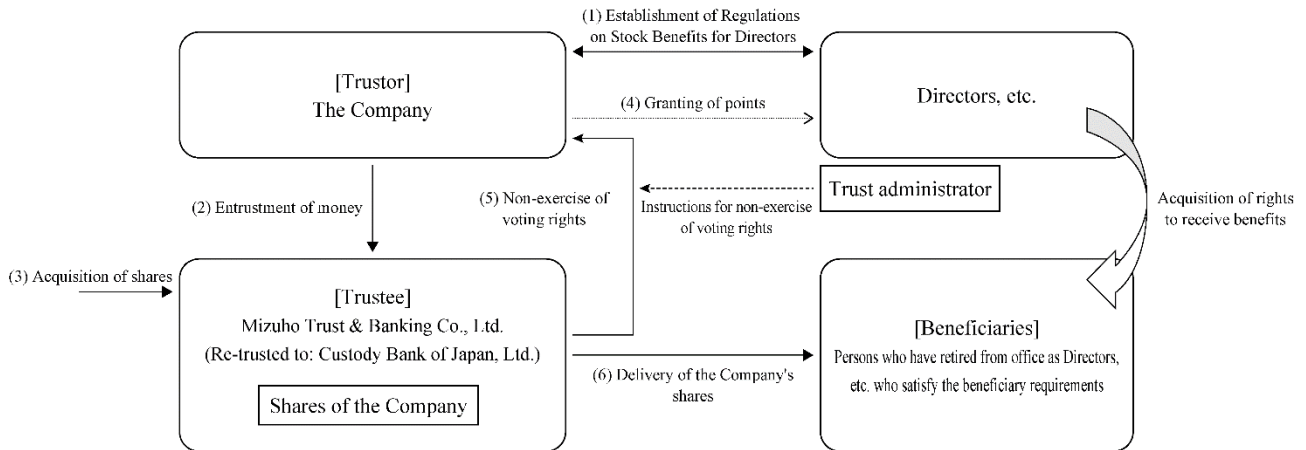 (1) Establishment of Regulations
on Stock Benefits for Directors
[Trustor]
The Company
(4) Granting of points
Directors, etc.
Trust administrator
(2) Entrustment of money
(5) Non-exercise of
voting rights
Instructions for non-exercise
of voting rights
Acquisition of rights
to receive benefits
(3) Acquisition of shares
[Trustee]
Mizuho Trust & Banking Co., Ltd.
(Re-trusted to: Custody Bank of Japan, Ltd.)
Shares of the Company
(6) Delivery of the Company's
shares
[Beneficiaries]
Persons who have retired from office as Directors,
etc. who satisfy the beneficiary requirements